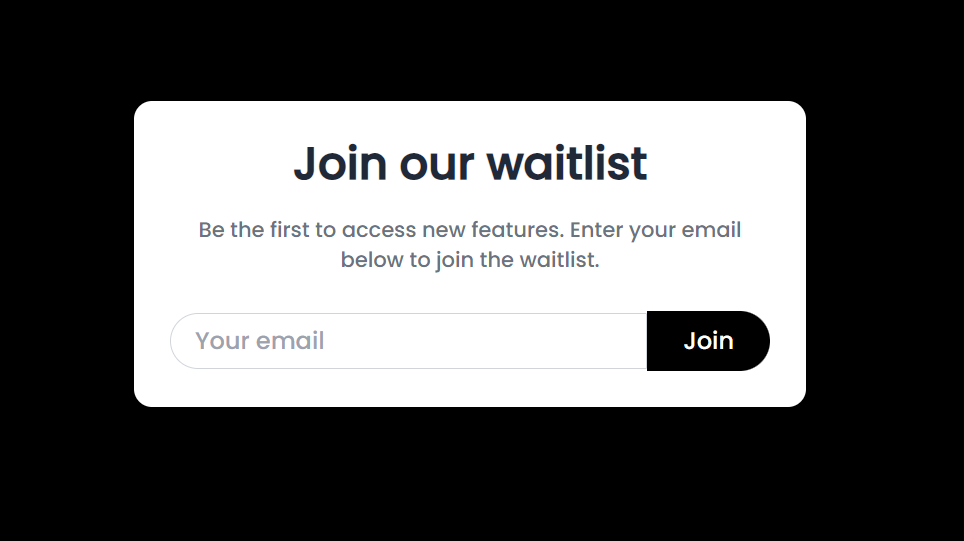 Join our waitlist
Be the first to access new features. Enter your email
below to join the waitlist.
Your email
Join